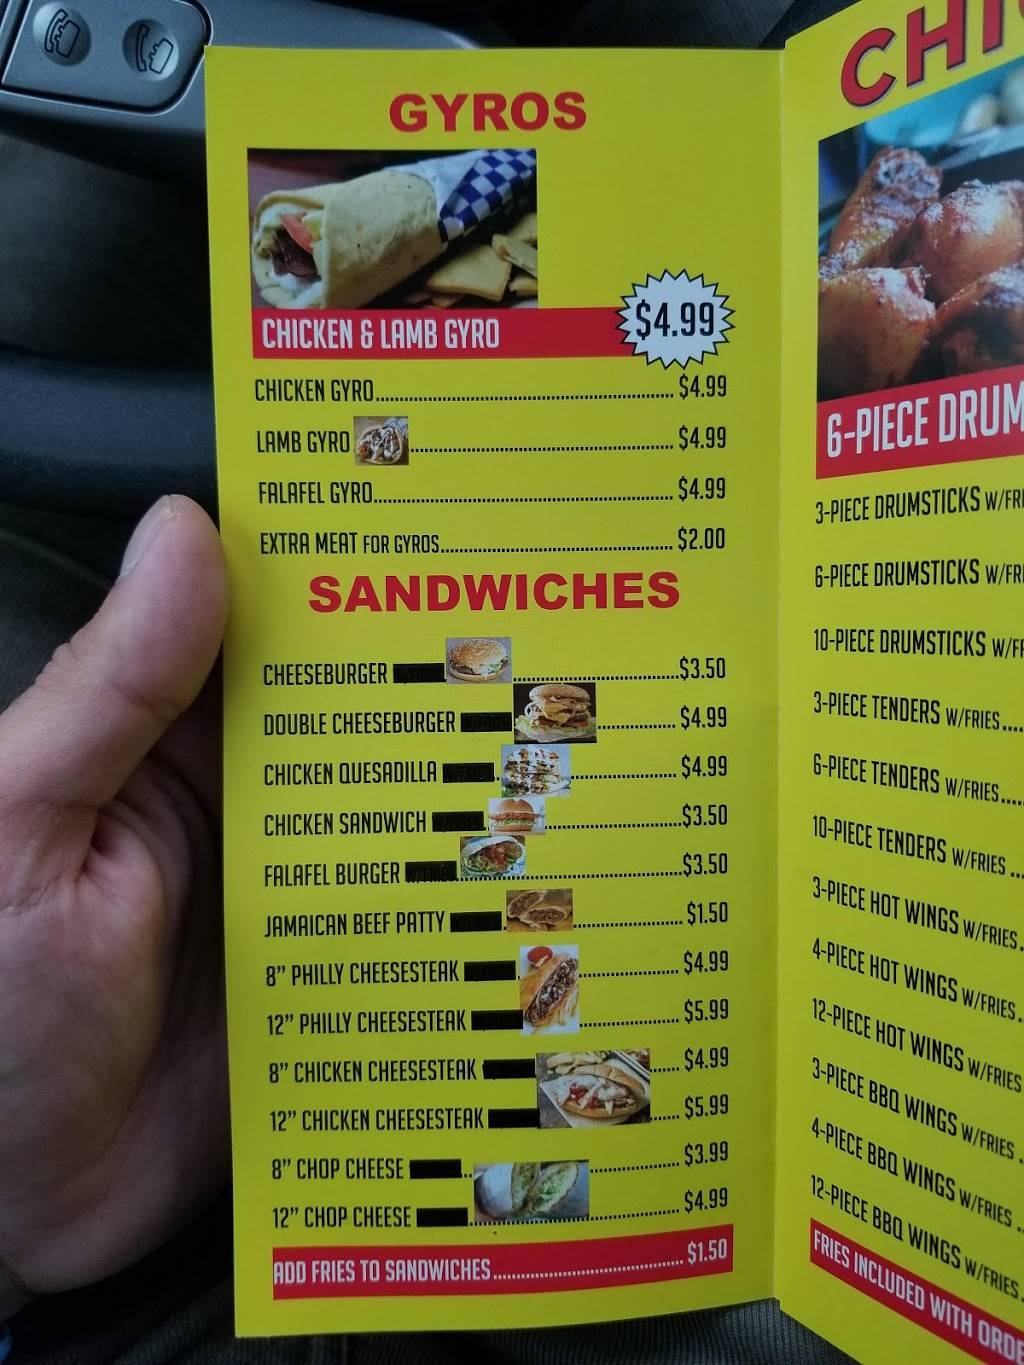 GYROS
CHICKEN & LAMB GYRO $4.99
CHICKEN GYRO $4.99
LAMB GYRO $4.99
FALAFEL GYRO $4.99
EXTRA MEAT FOR GYROS $2.00
SANDWICHES
CHEESEBURGER $3.50
DOUBLE CHEESEBURGER $4.99
CHICKEN QUESADILLA $4.99
CHICKEN SANDWICH $3.50
FALAFEL BURGER $3.50
JAMAICAN BEEF PATTY $1.50
8" PHILLY CHEESESTEAK $4.99
12" PHILLY CHEESESTEAK $5.99
8" CHICKEN CHEESESTEAK $4.99
12" CHICKEN CHEESESTEAK $5.99
8" CHOP CHEESE $3.99
12" CHOP CHEESE $4.99
ADD FRIES TO SANDWICHES $1.50
6-PIECE DRUM
3-PIECE DRUMSTICKS W/FRI
6-PIECE DRUMSTICKS W/FRI
10-PIECE DRUMSTICKS W/FR
3-PIECE TENDERS W/FRIES
6-PIECE TENDERS W/FRIES
10-PIECE TENDERS W/FRIES
3-PIECE HOT WINGS W/FRIES
4-PIECE HOT WINGS W/FRIES
12-PIECE HOT WINGS W/FRIES
3-PIECE BBQ WINGS W/FRIES
4-PIECE BBQ WINGS W/FRIES
12-PIECE BBQ WINGS W/FRIES
FRIES INCLUDED WITH ORDE